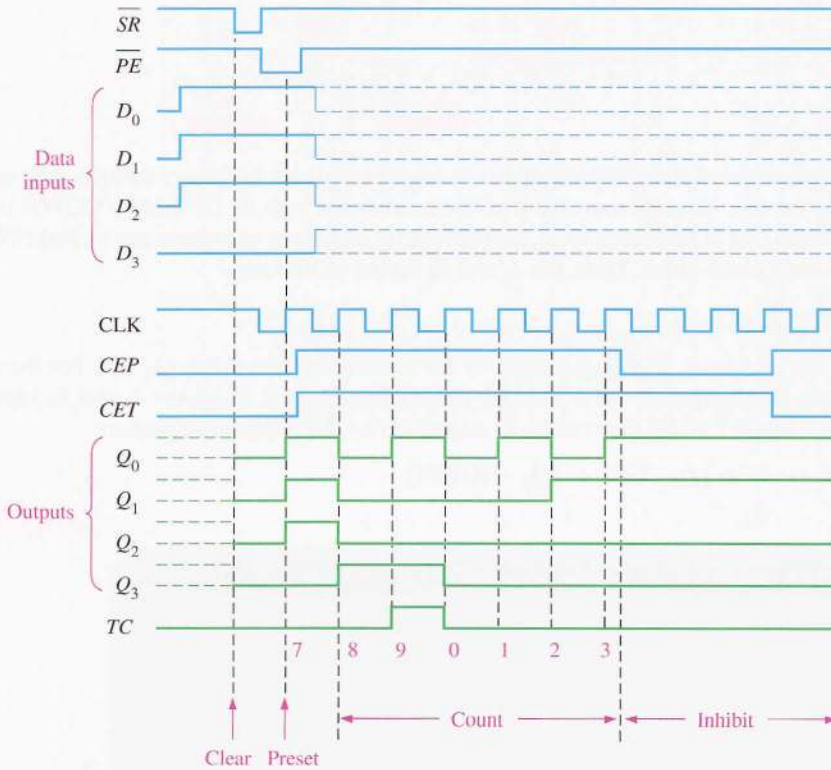 SR
PE
D0
D1
Data
inputs
D2
D3
CLK
CEP
CET
Q0
Q1
Outputs
Q2
Q3
TC
7 8 9 0 1 2 3
Count Inhibit
Clear Preset